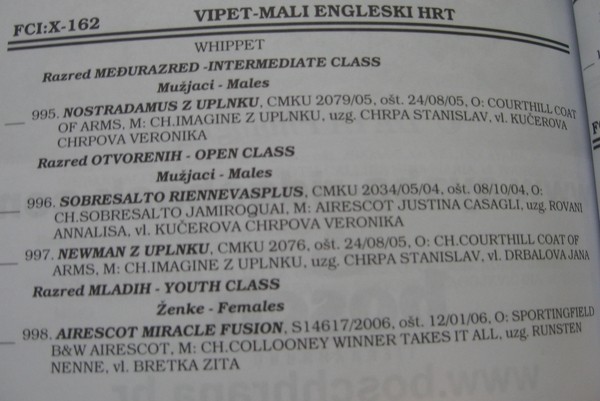 FCI:X-162
VIPET-MALI ENGLESKI HRT
WHIPPET
Razred MEĐURAZRED -INTERMEDIATE CLASS
Mužjaci - Males
995. NOSTRADAMUS Z UPLNKU, CMKU 2079/05, ošt. 24/08/05, O: COURTHILL COAT
OF ARMS, M: CH.IMAGINE Z UPLNKU, uzg. CHRPA STANISLAV, vl. KUČEROVA
CHRPOVA VERONIKA
Razred OTVORENIH - OPEN CLASS
Mužjaci - Males
996. SOBRESALTO RIENNEVASPLUS, CMKU 2034/05/04, ošt. 08/10/04, O:
CH.SOBRESALTO JAMIROQUAI, M: AIRESCOT JUSTINA CASAGLI, uzg. ROVANI
ANNALISA, vl. KUČEROVA CHRPOVA VERONIKA
997. NEWMAN Z UPLNKU, CMKU 2076, ošt. 24/08/05, O: CH.COURTHILL COAT OF
ARMS, M: CH.IMAGINE Z UPLNKU, uzg. CHRPA STANISLAV, vl. DRBALOVA JANA
Razred MLADIH - YOUTH CLASS
Ženke - Females
998. AIRESCOT MIRACLE FUSION, S14617/2006, ošt. 12/01/06, O: SPORTINGFIELD
B&W AIRESCOT, M: CH.COLLOONEY WINNER TAKES IT ALL, uzg. RUNSTEN
NENNE, vl. BRETKA ZITA
www.boschhrana.hr